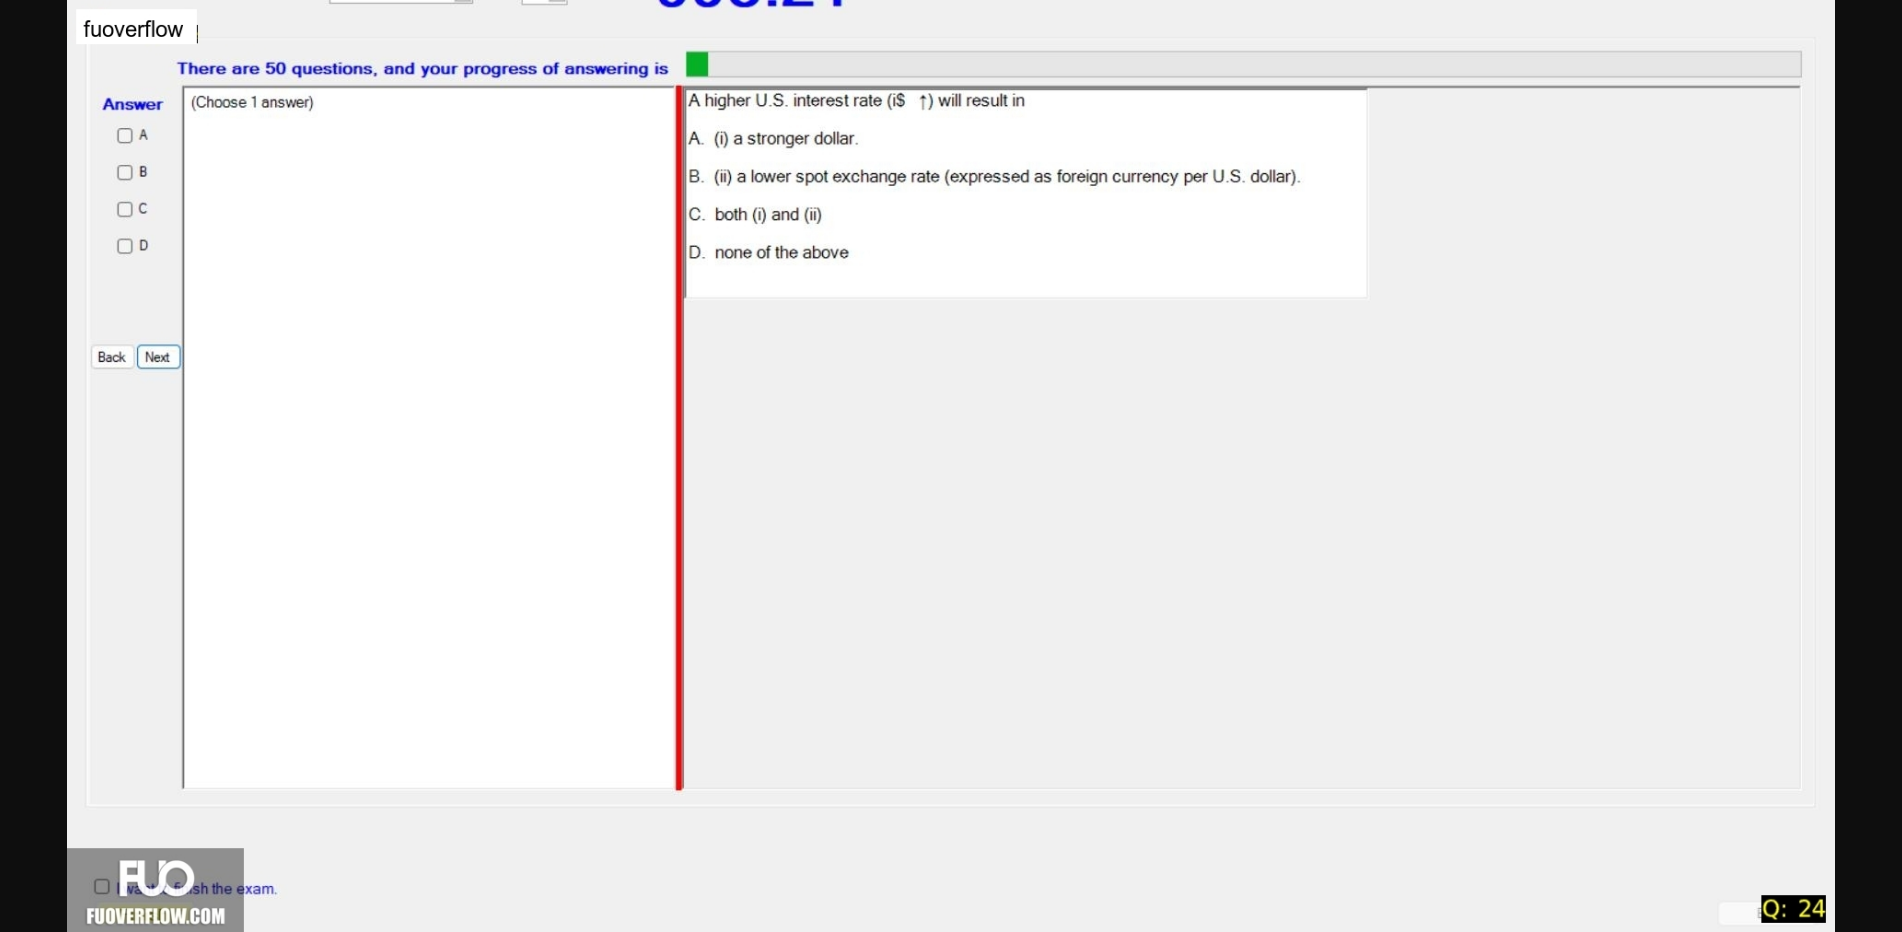 fuoverflow
There are 50 questions, and your progress of answering is
Answer
(Choose 1 answer)
A
B
C
D
Back Next
A higher U.S. interest rate (i$ ↑) will result in
A. (i) a stronger dollar.
B. (ii) a lower spot exchange rate (expressed as foreign currency per U.S. dollar).
C. both (i) and (ii)
D. none of the above
FUO
sh the exam.
FUOVERFLOW.COM
Q: 24